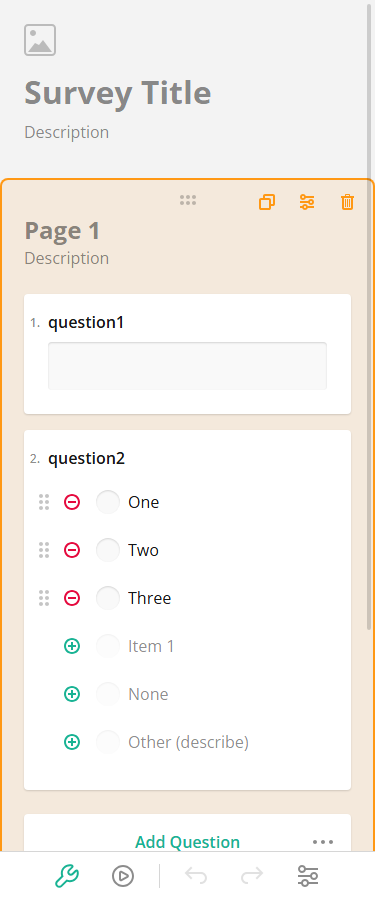 Survey Title
Description
Page 1
Description
1. question1
2. question2
One
Two
Three
Item 1
None
Other (describe)
Add Question